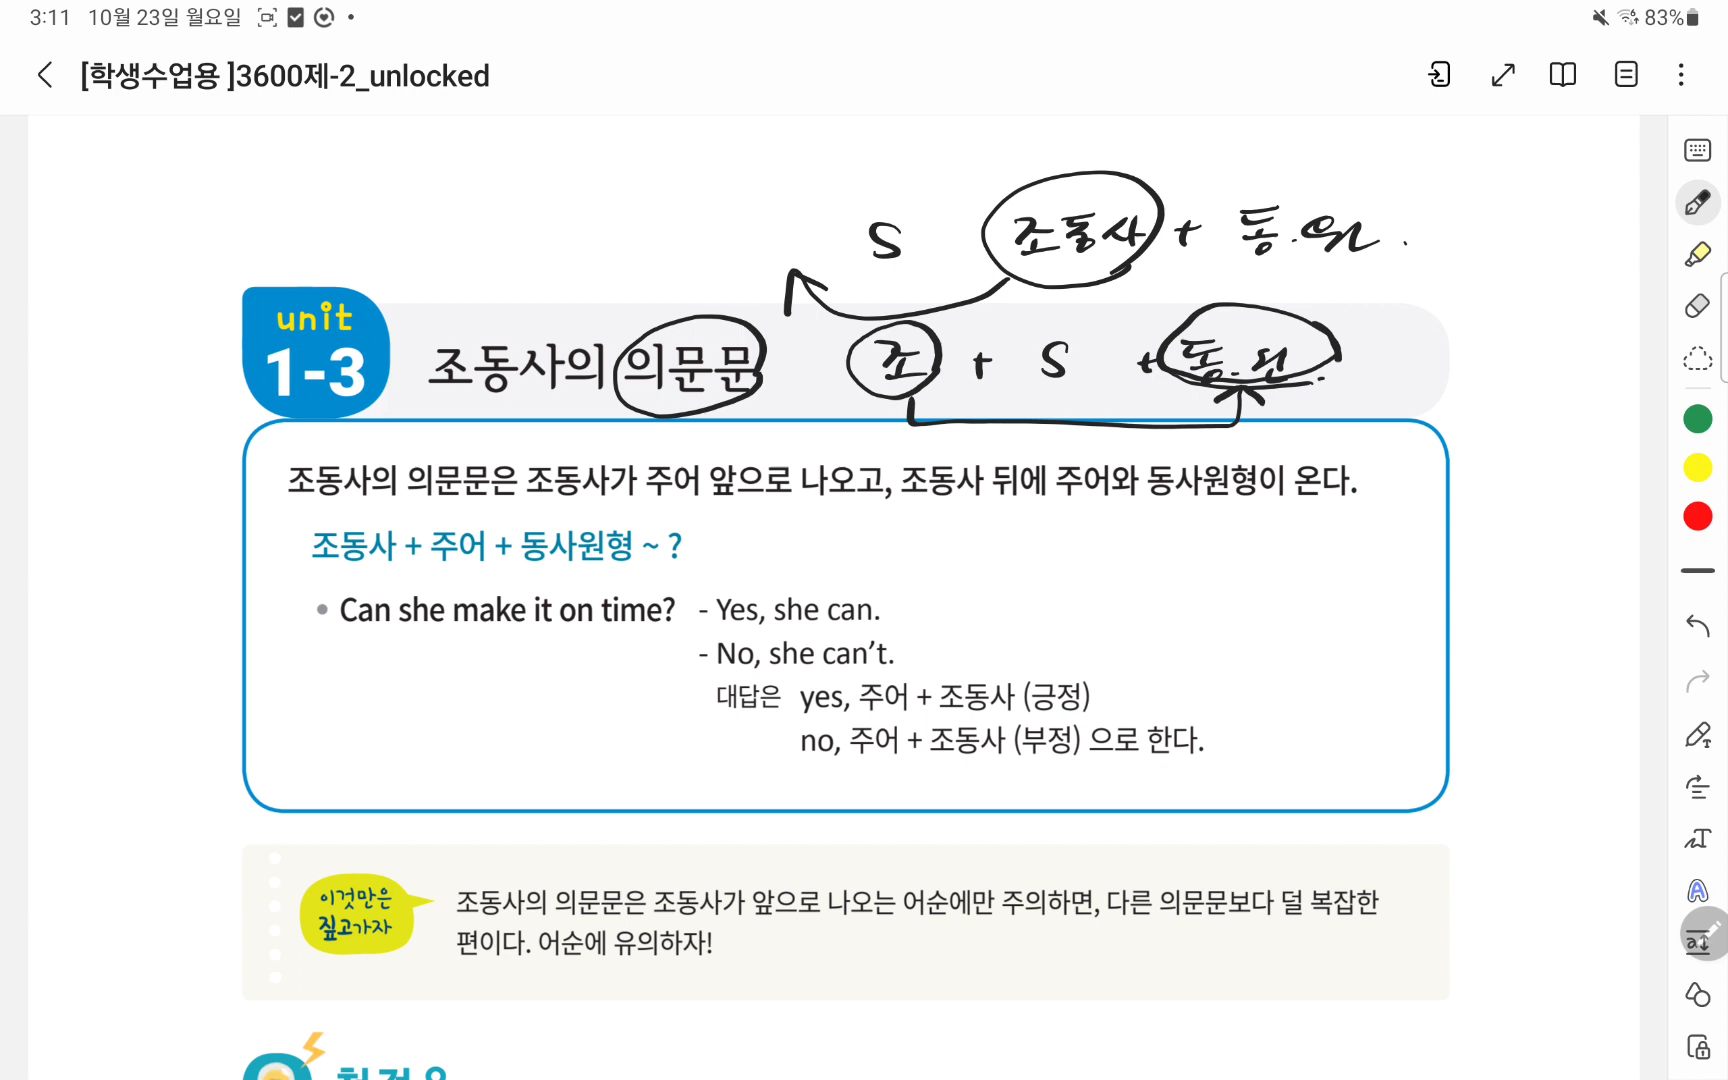 3:11 10월 23일 월요일
83%
[학생수업용 ]3600제-2_unlocked
S 조동사 + 동.원.
unit
1-3
조동사의 의문문
조 + S + 동.원.
조동사의 의문문은 조동사가 주어 앞으로 나오고, 조동사 뒤에 주어와 동사원형이 온다.
조동사 + 주어 + 동사원형 ~ ?
• Can she make it on time? - Yes, she can.
- No, she can't.
대답은 yes, 주어 + 조동사 (긍정)
no, 주어 + 조동사 (부정) 으로 한다.
이것만은
짚고가자
조동사의 의문문은 조동사가 앞으로 나오는 어순에만 주의하면, 다른 의문문보다 덜 복잡한
편이다. 어순에 유의하자!